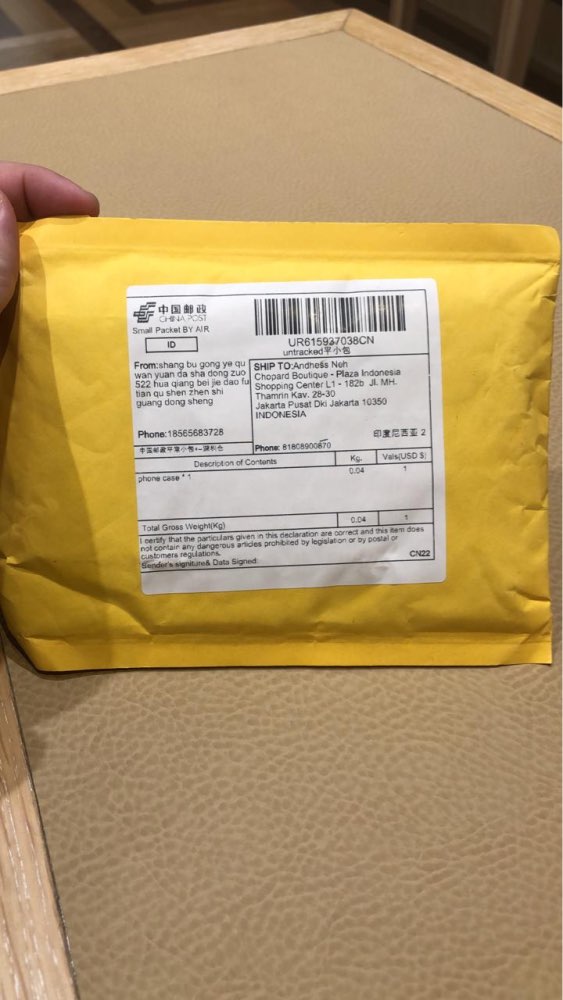 中国邮政
CHINA POST
Small Packet BY AIR
ID
UR615937038CN
untracked平小包
From:shang bu gong ye qu
wan yuan da sha dong zuo
522 hua qiang bei jie dao fu
tian qu shen zhen shi
guang dong sheng
Phone:18565683728
SHIP TO:Andhess Neh
Chopard Boutique - Plaza Indonesia
Shopping Center L1 - 182b Jl. MH.
Thamrin Kav. 28-30
Jakarta Pusat Dki Jakarta 10350
INDONESIA
印度尼西亚 2
Phone: 81808900870
Description of Contents
Kg.
Vals(USD $)
phone case * 1
0.04
1
Total Gross Weight(Kg)
0.04
1
I certify that the particulars given in this declaration are correct and this item does
not contain any dangerous articles prohibited by legislation or by postal or
customers regulations.
Sender's signiture& Data Signed:
CN22